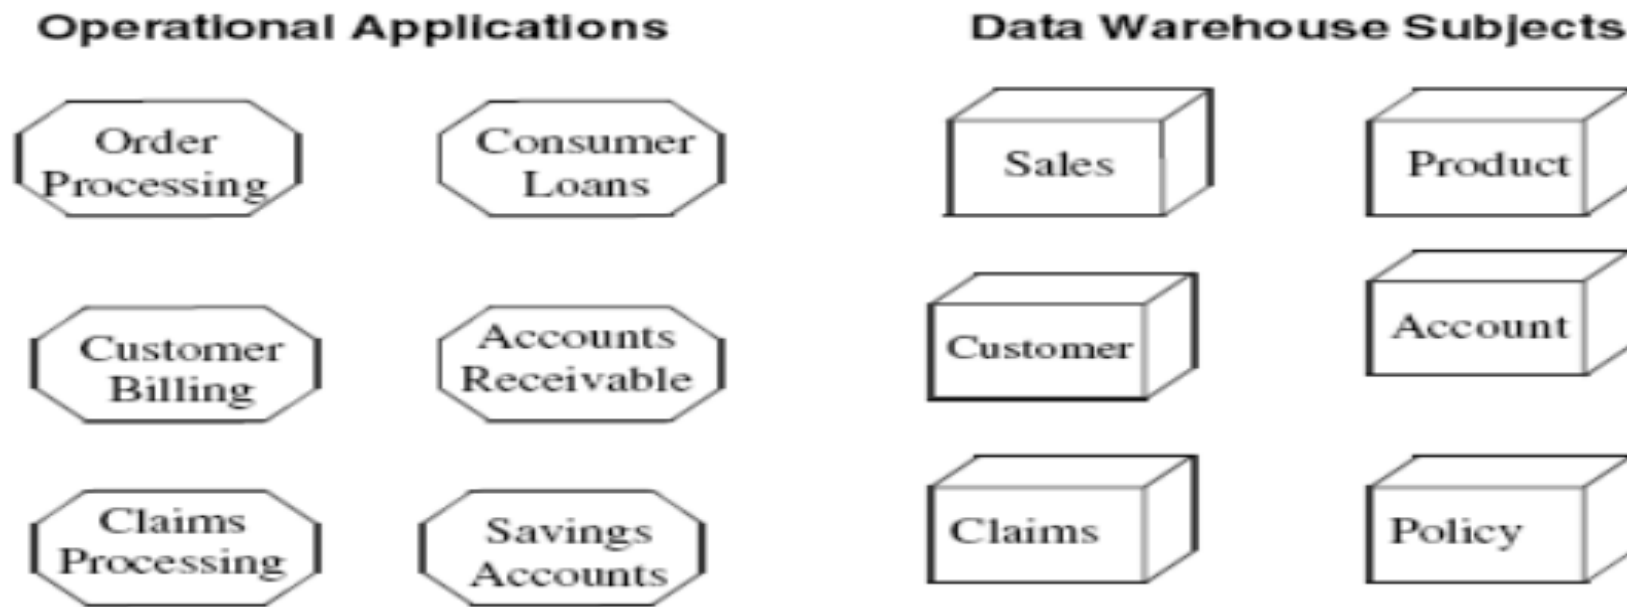 Operational Applications
Data Warehouse Subjects
Order
Processing
Consumer
Loans
Sales
Product
Customer
Billing
Accounts
Receivable
Customer
Account
Claims
Processing
Savings
Accounts
Claims
Policy